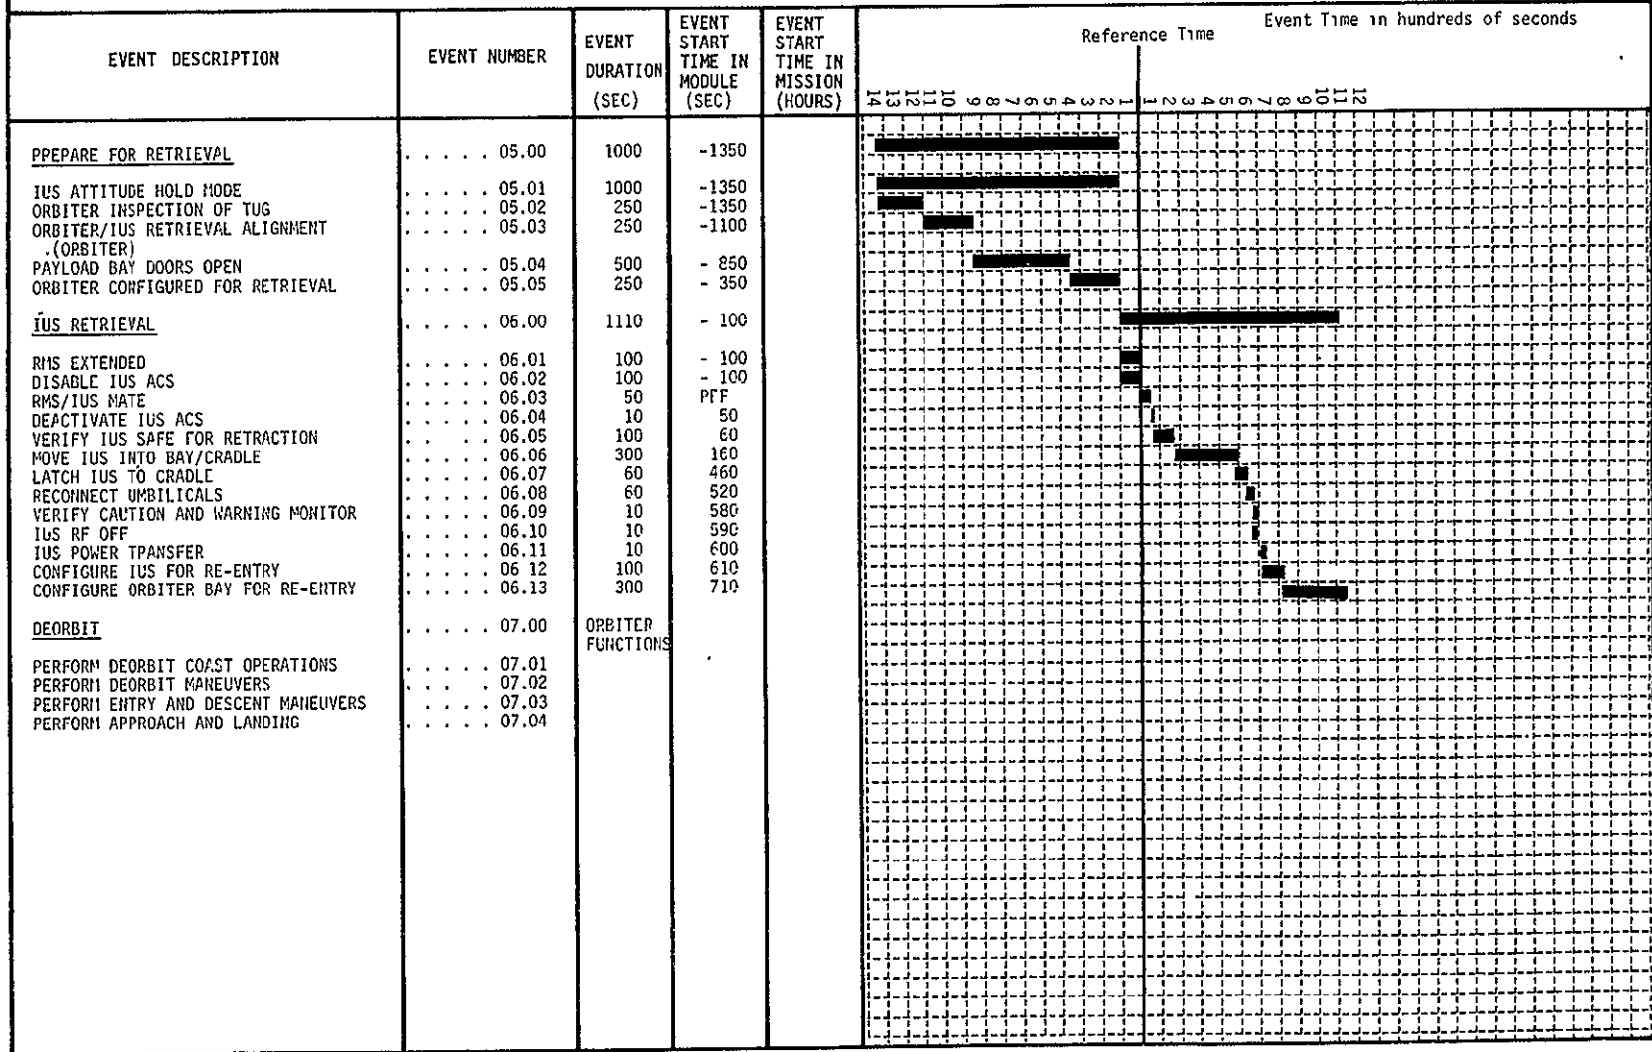 EVENT DESCRIPTION EVENT NUMBER EVENT DURATION (SEC) EVENT START TIME IN MODULE (SEC) EVENT START TIME IN MISSION (HOURS)
Reference Time
Event Time in hundreds of seconds
14 13 12 11 10 9 8 7 6 5 4 3 2 1 1 2 3 4 5 6 7 8 9 10 11 12
PPEPARE FOR RETRIEVAL . . . . . 05.00 1000 -1350
IUS ATTITUDE HOLD MODE . . . . . 05.01 1000 -1350
ORBITER INSPECTION OF TUG . . . . . 05.02 250 -1350
ORBITER/IUS RETRIEVAL ALIGNMENT . . . . . 05.03 250 -1100
.(ORBITER)
PAYLOAD BAY DOORS OPEN . . . . . 05.04 500 - 850
ORBITER CONFIGURED FOR RETRIEVAL . . . . . 05.05 250 - 350
IUS RETRIEVAL . . . . . 06.00 1110 - 100
RMS EXTENDED . . . . . 06.01 100 - 100
DISABLE IUS ACS . . . . . 06.02 100 - 100
RMS/IUS MATE . . . . . 06.03 50
DEACTIVATE IUS ACS . . . . . 06.04 10 50
VERIFY IUS SAFE FOR RETRACTION . . . . 06.05 100 60
MOVE IUS INTO BAY/CRADLE . . . . . 06.06 300 160
LATCH IUS TO CRADLE . . . . . 06.07 60 460
RECONNECT UMBILICALS . . . . . 06.08 60 520
VERIFY CAUTION AND WARNING MONITOR . . . . . 06.09 10 580
IUS RF OFF . . . . . 06.10 10 590
IUS POWER TPANSFER . . . . . 06.11 10 600
CONFIGURE IUS FOR RE-ENTRY . . . . . 06 12 100 610
CONFIGURE ORBITER BAY FOR RE-ENTRY . . . . . 06.13 300 710
DEORBIT . . . . . 07.00 ORBITER
FUNCTIONS
PERFORM DEORBIT COAST OPERATIONS . . . . . 07.01
PERFORM DEORBIT MANEUVERS . . . . . 07.02
PERFORM ENTRY AND DESCENT MANEUVERS . . . . . 07.03
PERFORM APPROACH AND LANDING . . . . . 07.04